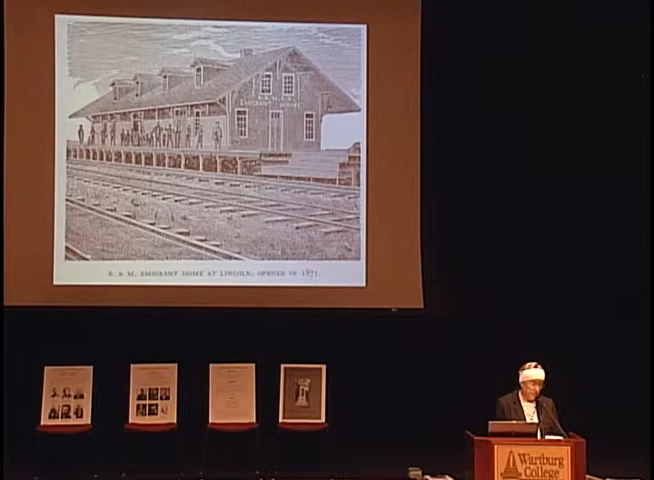 B. & M.
EMIGRANT HOME
B. & M. EMIGRANT HOME AT LINCOLN, OPENED IN 1871.
Wartburg
College